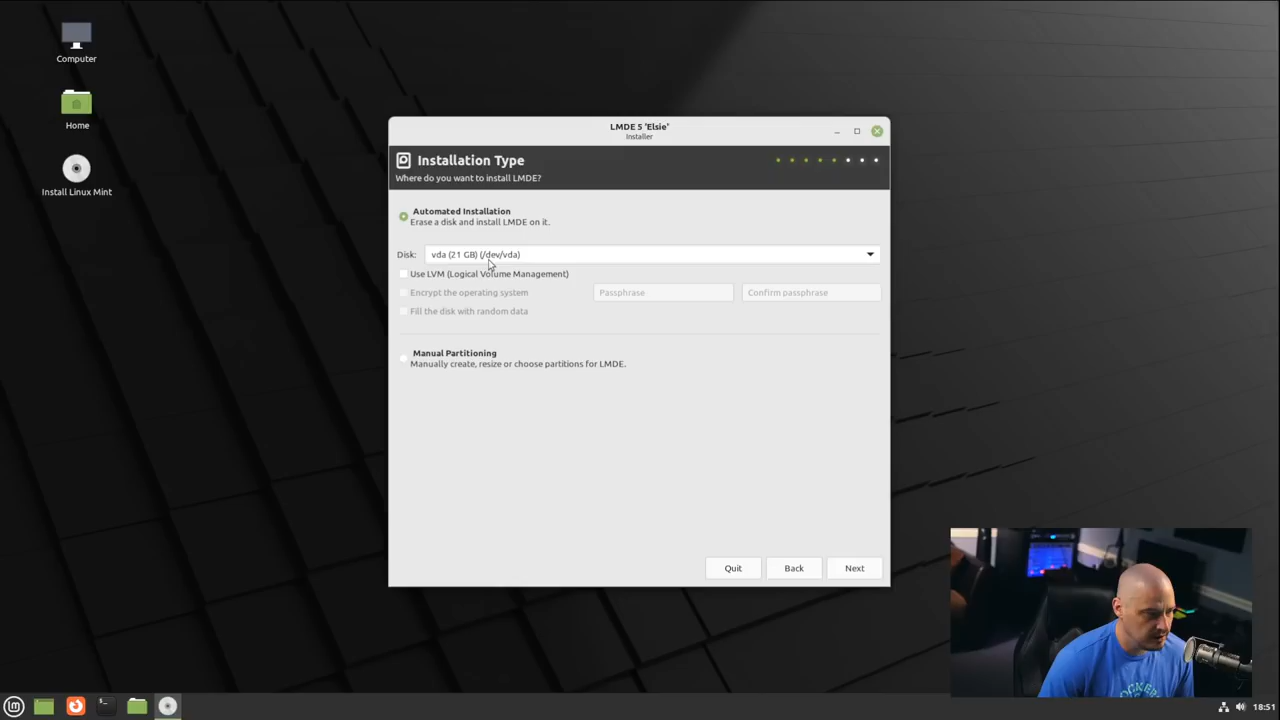 Computer
Home
Install Linux Mint
LMDE 5 'Elsie'
Installer
Installation Type
Where do you want to install LMDE?
Automated Installation
Erase a disk and install LMDE on it.
Disk: vda (21 GB) (/dev/vda)
Use LVM (Logical Volume Management)
Encrypt the operating system Passphrase Confirm passphrase
Fill the disk with random data
Manual Partitioning
Manually create, resize or choose partitions for LMDE.
Quit Back Next
18:51